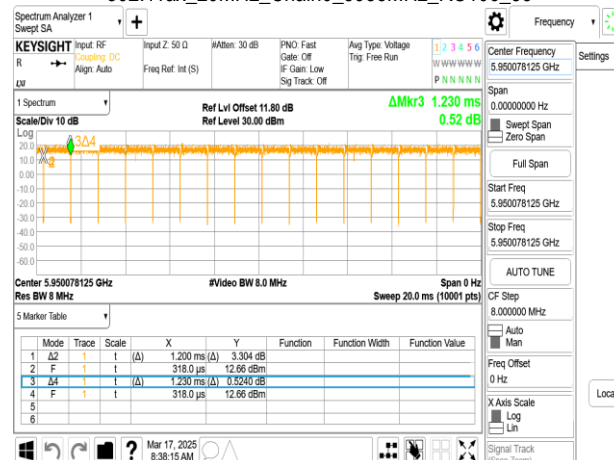 Spectrum Analyzer 1
Swept SA
Frequency
KEYSIGHT Input: RF Input Z: 50 Ω #Atten: 30 dB PNO: Fast Avg Type: Voltage 1 2 3 4 5 6
R Coupling: DC Gate: Off Trig: Free Run W W W W W W
Align: Auto Freq Ref: Int (S) IF Gain: Low P N N N N N
Sig Track: Off
LXI
Settings
Center Frequency
5.950078125 GHz
Span
0.00000000 Hz
Swept Span
Zero Span
Full Span
Start Freq
5.950078125 GHz
Stop Freq
5.950078125 GHz
AUTO TUNE
CF Step
8.000000 MHz
Auto
Man
Freq Offset
0 Hz
X Axis Scale
Log
Lin
Signal Track
Loca
1 Spectrum
Ref Lvl Offset 11.80 dB ΔMkr3 1.230 ms
Scale/Div 10 dB Ref Level 30.00 dBm 0.52 dB
Log
20.0
10.0
0.00
-10.0
-20.0
-30.0
-40.0
-50.0
-60.0
3Δ4
Center 5.950078125 GHz #Video BW 8.0 MHz Span 0 Hz
Res BW 8 MHz Sweep 20.0 ms (10001 pts)
5 Marker Table
Mode Trace Scale X Y Function Function Width Function Value
1 Δ2 1 t (Δ) 1.200 ms (Δ) 3.304 dB
2 F 1 t 318.0 µs 12.66 dBm
3 Δ4 1 t (Δ) 1.230 ms (Δ) 0.5240 dB
4 F 1 t 318.0 µs 12.66 dBm
5
6
Mar 17, 2025
8:38:15 AM